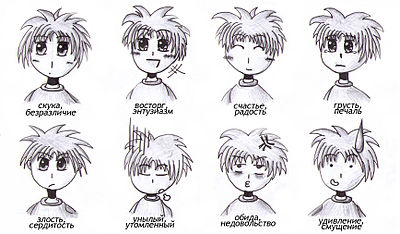 скука,
безразличие
восторг,
энтузиазм
счастье,
радость
грусть,
печаль
злость,
сердитость
унылый,
утомленный
обида,
недовольство
удивление,
смущение